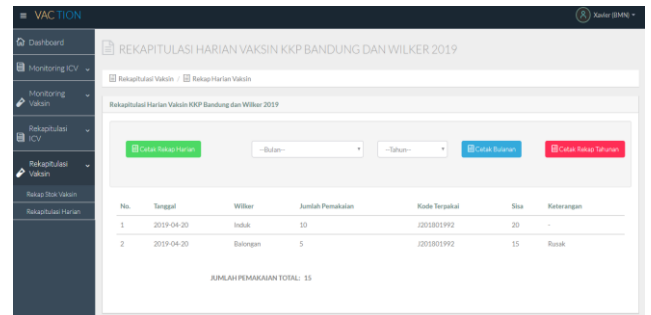 VACTION
Xavier (BMN)
Dashboard
Monitoring ICV
Monitoring
Vaksin
Rekapitulasi
ICV
Rekapitulasi
Vaksin
Rekap Stok Vaksin
Rekapitulasi Harian
REKAPITULASI HARIAN VAKSIN KKP BANDUNG DAN WILKER 2019
Rekapitulasi Vaksin / Rekap Harian Vaksin
Rekapitulasi Harian Vaksin KKP Bandung dan Wilker 2019
Cetak Rekap Harian --Bulan-- --Tahun-- Cetak Bulanan Cetak Rekap Tahunan
No. Tanggal Wilker Jumlah Pemakaian Kode Terpakai Sisa Keterangan
1 2019-04-20 Induk 10 J201801992 20 -
2 2019-04-20 Balongan 5 J201801992 15 Rusak
JUMLAH PEMAKAIAN TOTAL: 15